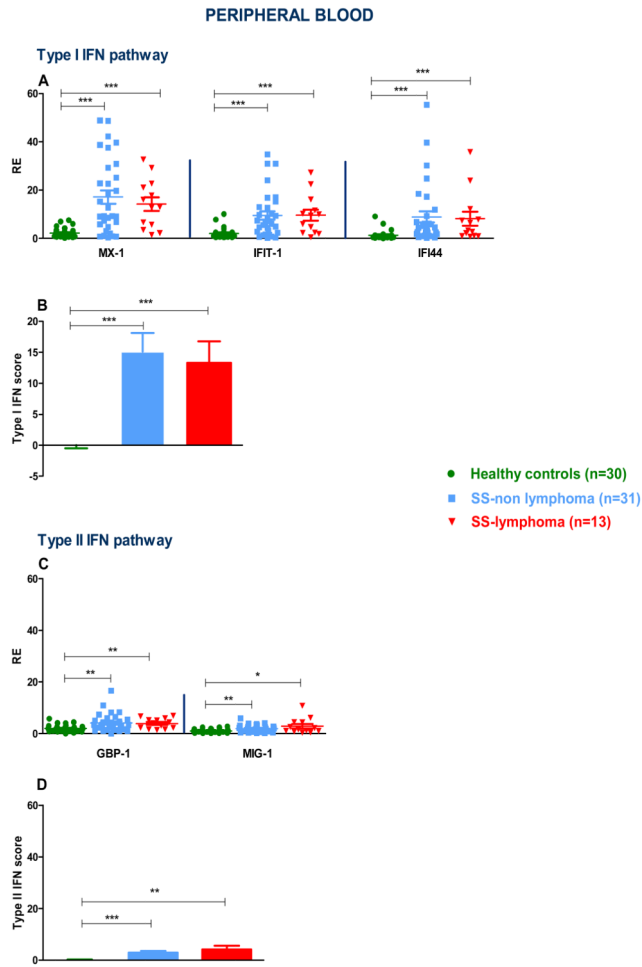 PERIPHERAL BLOOD
Type I IFN pathway
A
***
***
***
***
***
***
60
40
20
0
RE
MX-1
IFIT-1
IFI44
B
***
***
20
15
10
5
0
-5
Type I IFN score
Healthy controls (n=30)
SS-non lymphoma (n=31)
SS-lymphoma (n=13)
Type II IFN pathway
C
60
40
20
0
RE
**
**
*
**
GBP-1
MIG-1
D
60
40
20
0
Type II IFN score
**
***